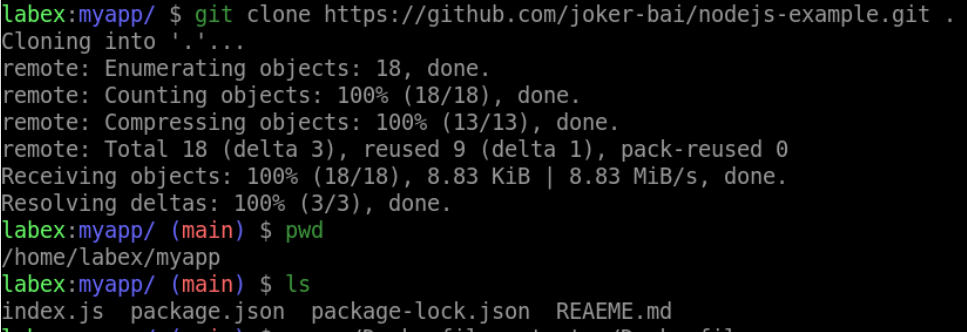 labex:myapp/ $ git clone https://github.com/joker-bai/nodejs-example.git .
Cloning into '.'...
remote: Enumerating objects: 18, done.
remote: Counting objects: 100% (18/18), done.
remote: Compressing objects: 100% (13/13), done.
remote: Total 18 (delta 3), reused 9 (delta 1), pack-reused 0
Receiving objects: 100% (18/18), 8.83 KiB | 8.83 MiB/s, done.
Resolving deltas: 100% (3/3), done.
labex:myapp/ (main) $ pwd
/home/labex/myapp
labex:myapp/ (main) $ ls
index.js  package.json  package-lock.json  REAEME.md